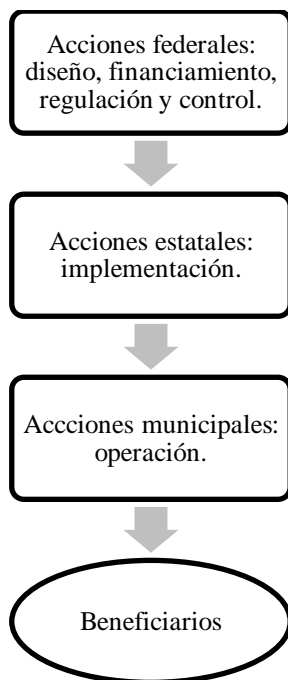 Acciones federales:
diseño, financiamiento,
regulación y control.
Acciones estatales:
implementación.
Accciones municipales:
operación.
Beneficiarios